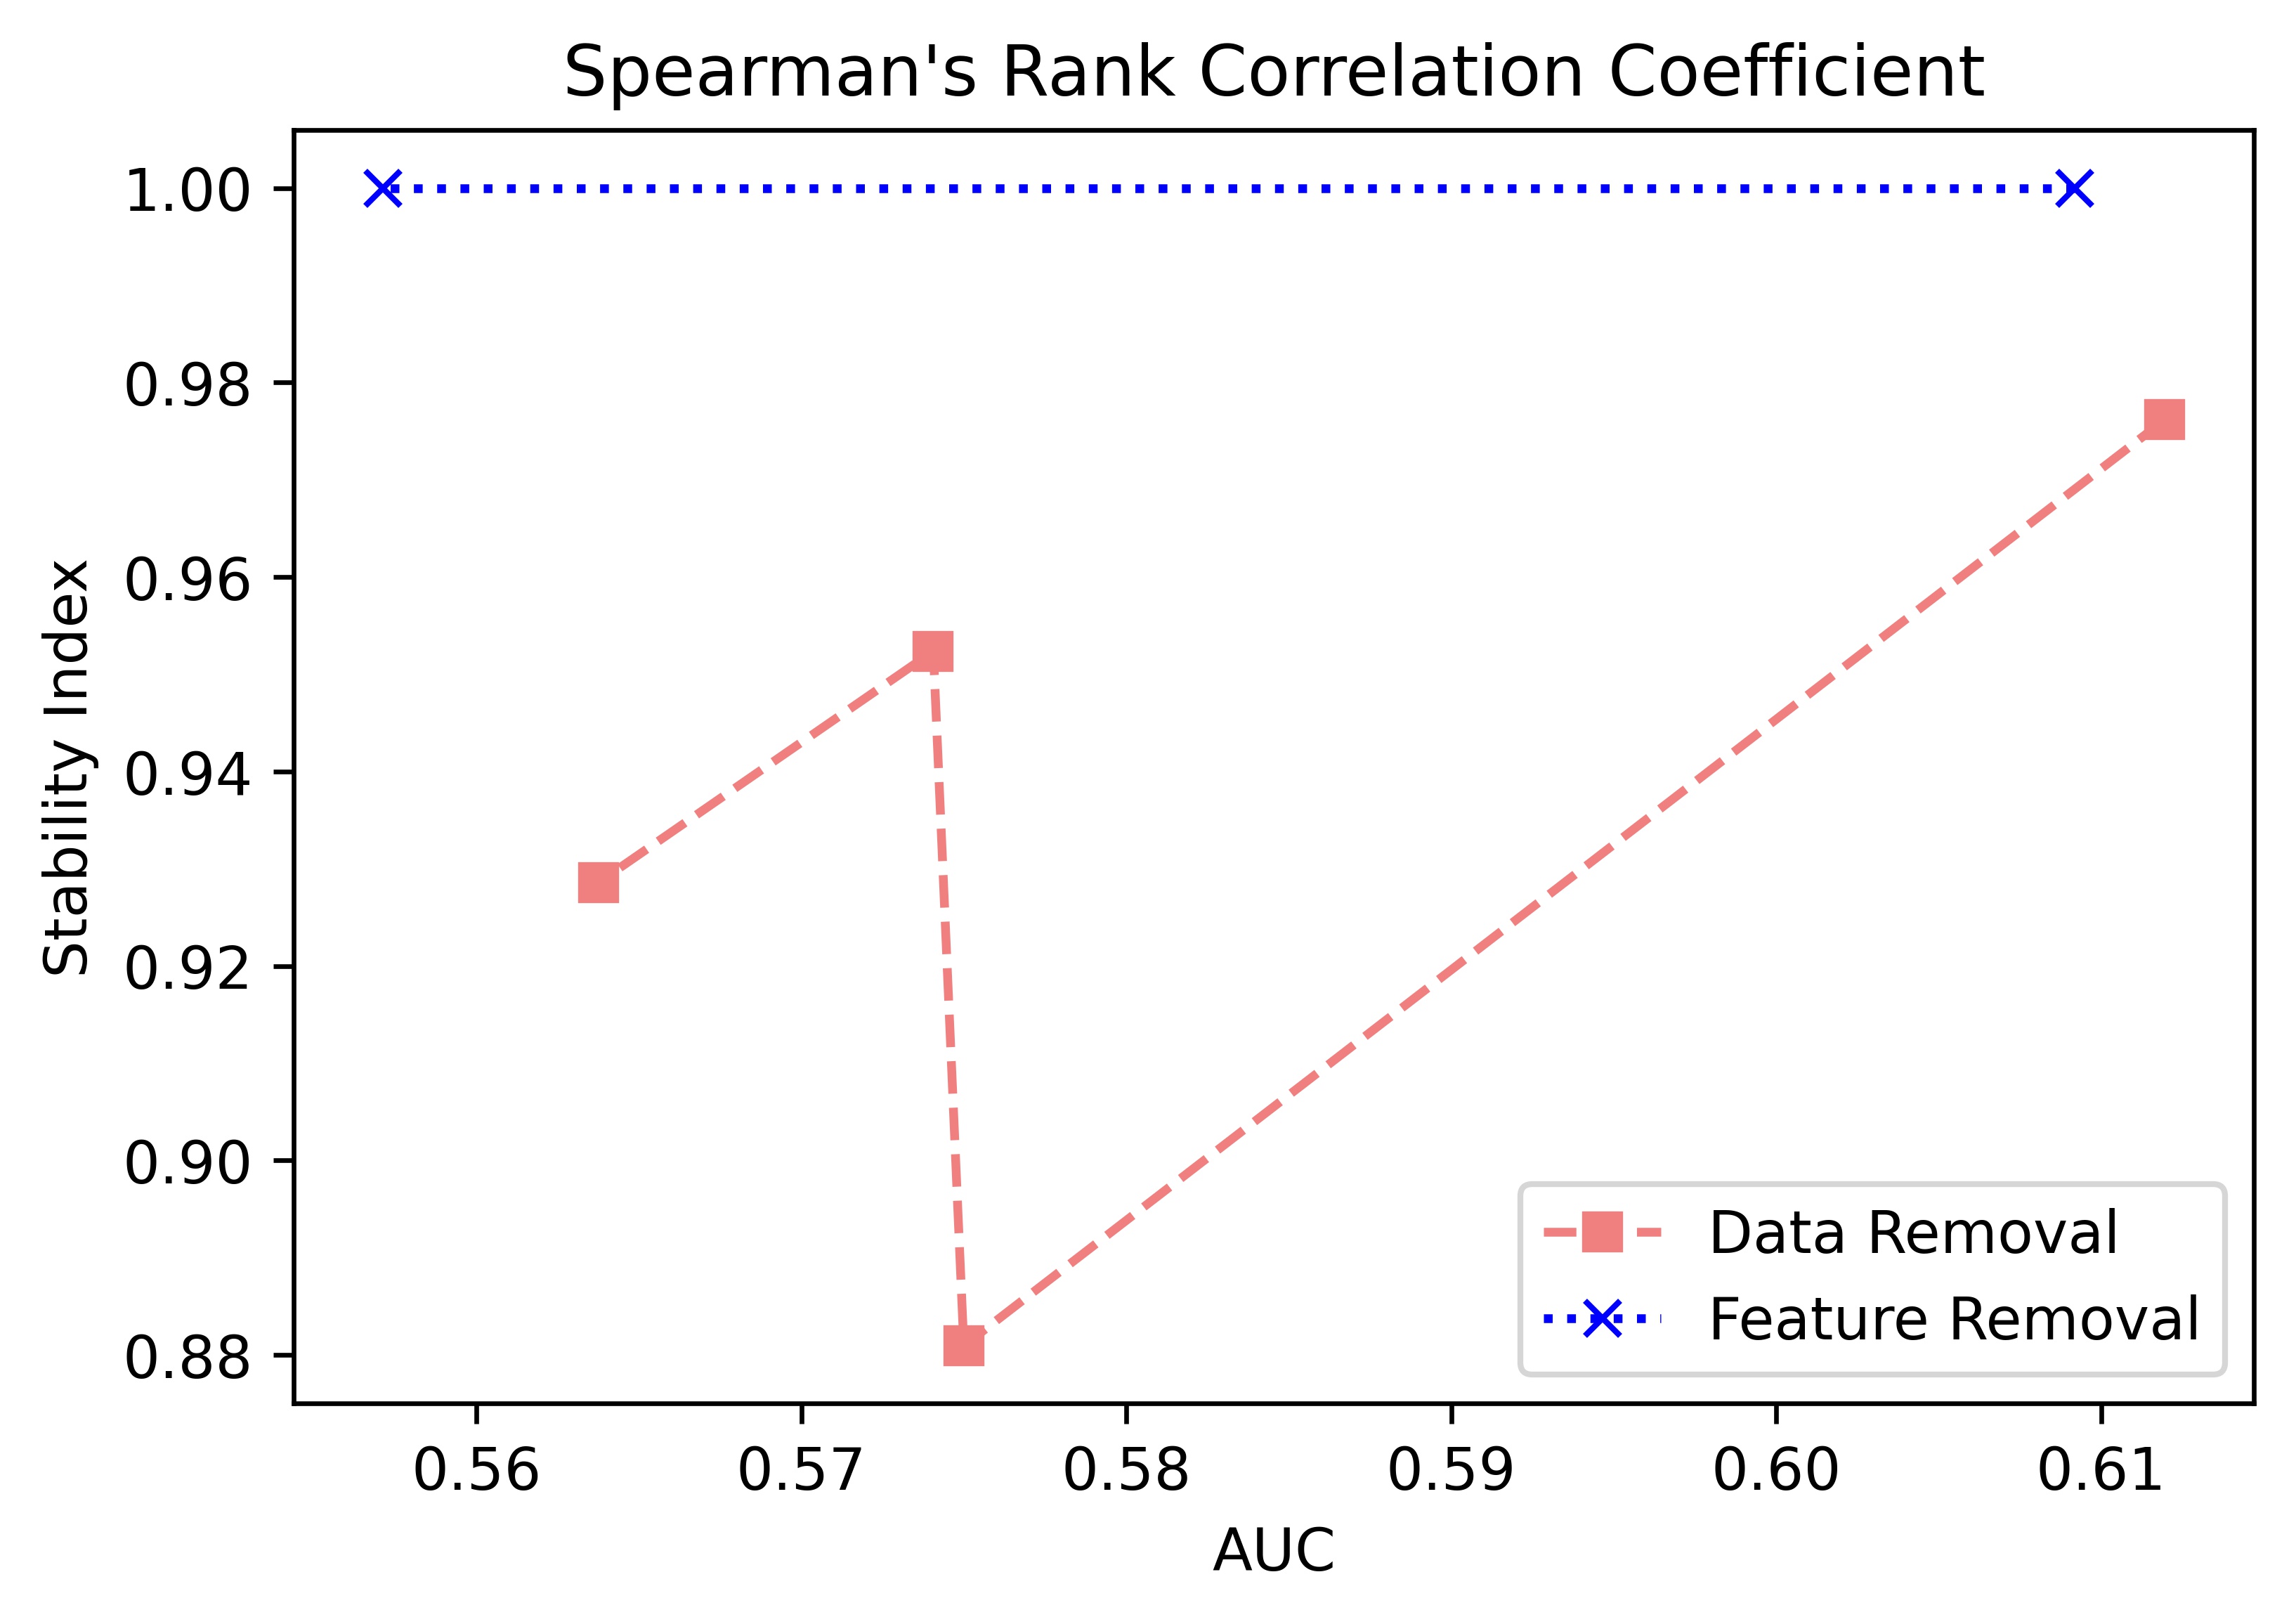 Spearman's Rank Correlation Coefficient
Stability Index
1.00
0.98
0.96
0.94
0.92
0.90
0.88
Data Removal
Feature Removal
0.56 0.57 0.58 0.59 0.60 0.61
AUC